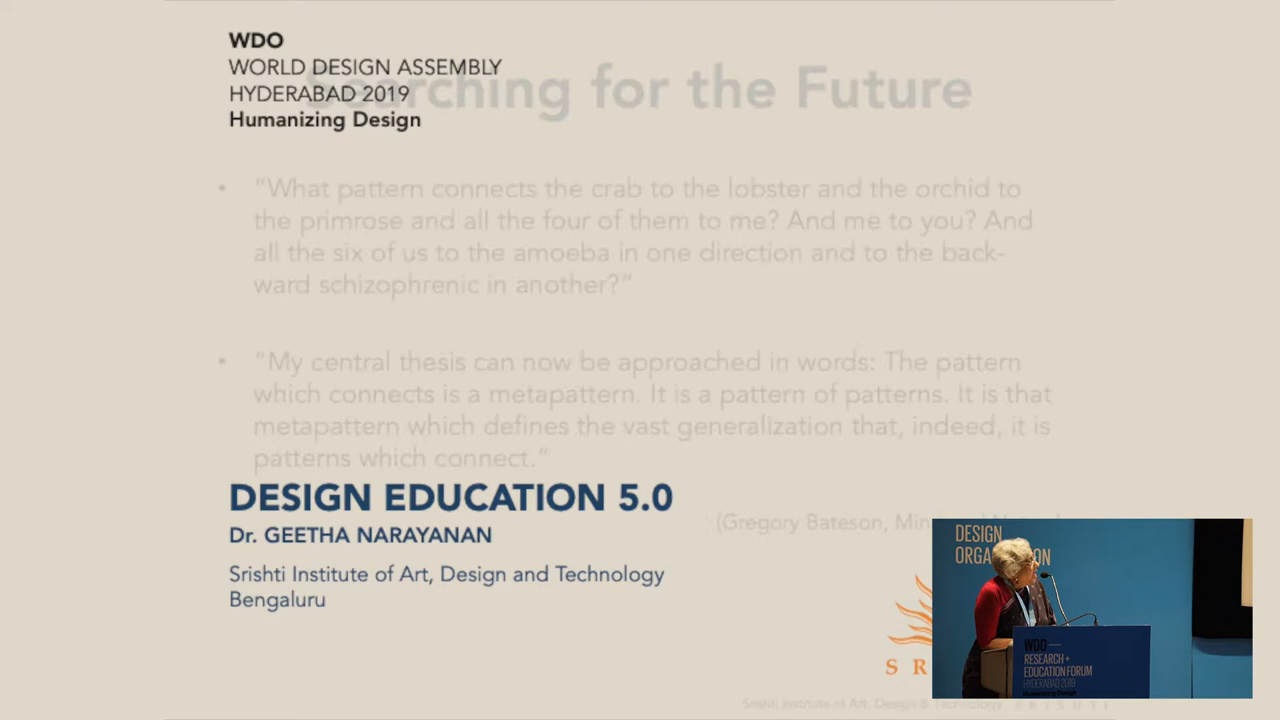 WDO
WORLD DESIGN ASSEMBLY
HYDERABAD 2019
Humanizing Design
Searching for the Future
• “What pattern connects the crab to the lobster and the orchid to
the primrose and all the four of them to me? And me to you? And
all the six of us to the amoeba in one direction and to the back-
ward schizophrenic in another?”
• “My central thesis can now be approached in words: The pattern
which connects is a metapattern. It is a pattern of patterns. It is that
metapattern which defines the vast generalization that, indeed, it is
patterns which connect.”
(Gregory Bateson,
DESIGN EDUCATION 5.0
Dr. GEETHA NARAYANAN
Srishti Institute of Art, Design and Technology
Bengaluru
S R
Srishti Institute of Art, Design & Technology SRISHTI
DESIGN
WDO
RESEARCH +
EDUCATION FORUM
HYDERABAD 2019
Humanizing Design